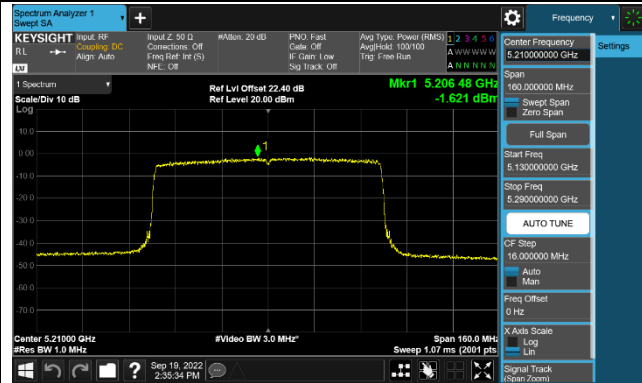 Spectrum Analyzer 1
Swept SA
Frequency
KEYSIGHT
RL
LXI
Input: RF
Coupling: DC
Align: Auto
Input Z: 50 Ω
Corrections: Off
Freq Ref: Int (S)
NFE: Off
#Atten: 20 dB
PNO: Fast
Gate: Off
IF Gain: Low
Sig Track: Off
Avg Type: Power (RMS)
Avg|Hold: 100/100
Trig: Free Run
1 2 3 4 5 6
A W W W W W
A N N N N N
1 Spectrum
Scale/Div 10 dB
Log
Ref Lvl Offset 22.40 dB
Ref Level 20.00 dBm
Mkr1 5.206 48 GHz
-1.621 dBm
10.0
0.00
-10.0
-20.0
-30.0
-40.0
-50.0
-60.0
-70.0
1
Center 5.21000 GHz
#Res BW 1.0 MHz
#Video BW 3.0 MHz*
Span 160.0 MHz
Sweep 1.07 ms (2001 pts)
Sep 19, 2022
2:35:34 PM
Settings
Center Frequency
5.210000000 GHz
Span
160.000000 MHz
Swept Span
Zero Span
Full Span
Start Freq
5.130000000 GHz
Stop Freq
5.290000000 GHz
AUTO TUNE
CF Step
16.000000 MHz
Auto
Man
Freq Offset
0 Hz
X Axis Scale
Log
Lin
Signal Track
(Span Zoom)